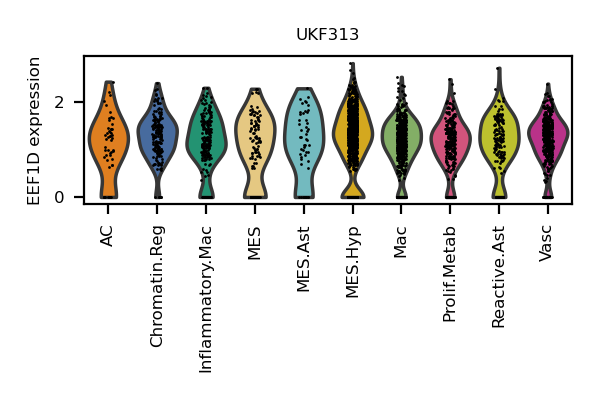 UKF313
EEF1D expression
2
0
AC
Chromatin.Reg
Inflammatory.Mac
MES
MES.Ast
MES.Hyp
Mac
Prolif.Metab
Reactive.Ast
Vasc